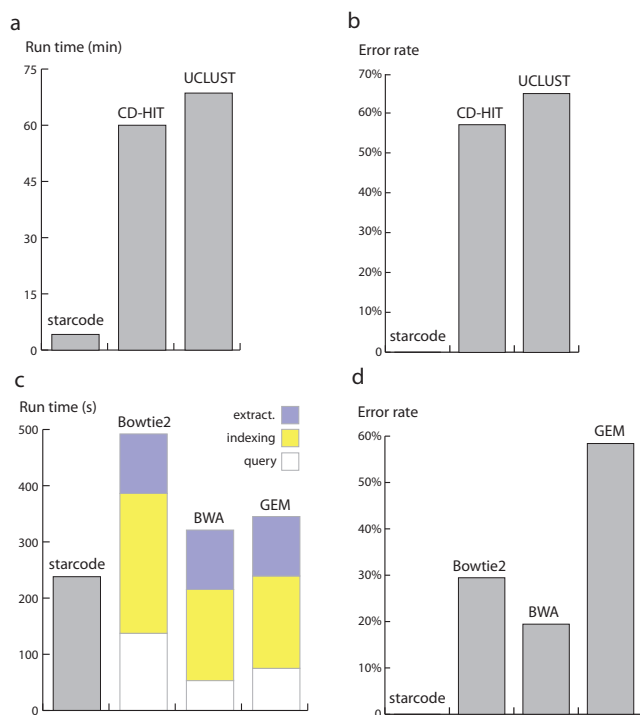 a
Run time (min)
75
60
45
30
15
0
starcode
CD-HIT
UCLUST
b
Error rate
70%
60%
50%
40%
30%
20%
10%
0
starcode
CD-HIT
UCLUST
c
Run time (s)
500
400
300
200
100
0
starcode
Bowtie2
BWA
GEM
extract.
indexing
query
d
Error rate
60%
50%
40%
30%
20%
10%
0
starcode
Bowtie2
BWA
GEM